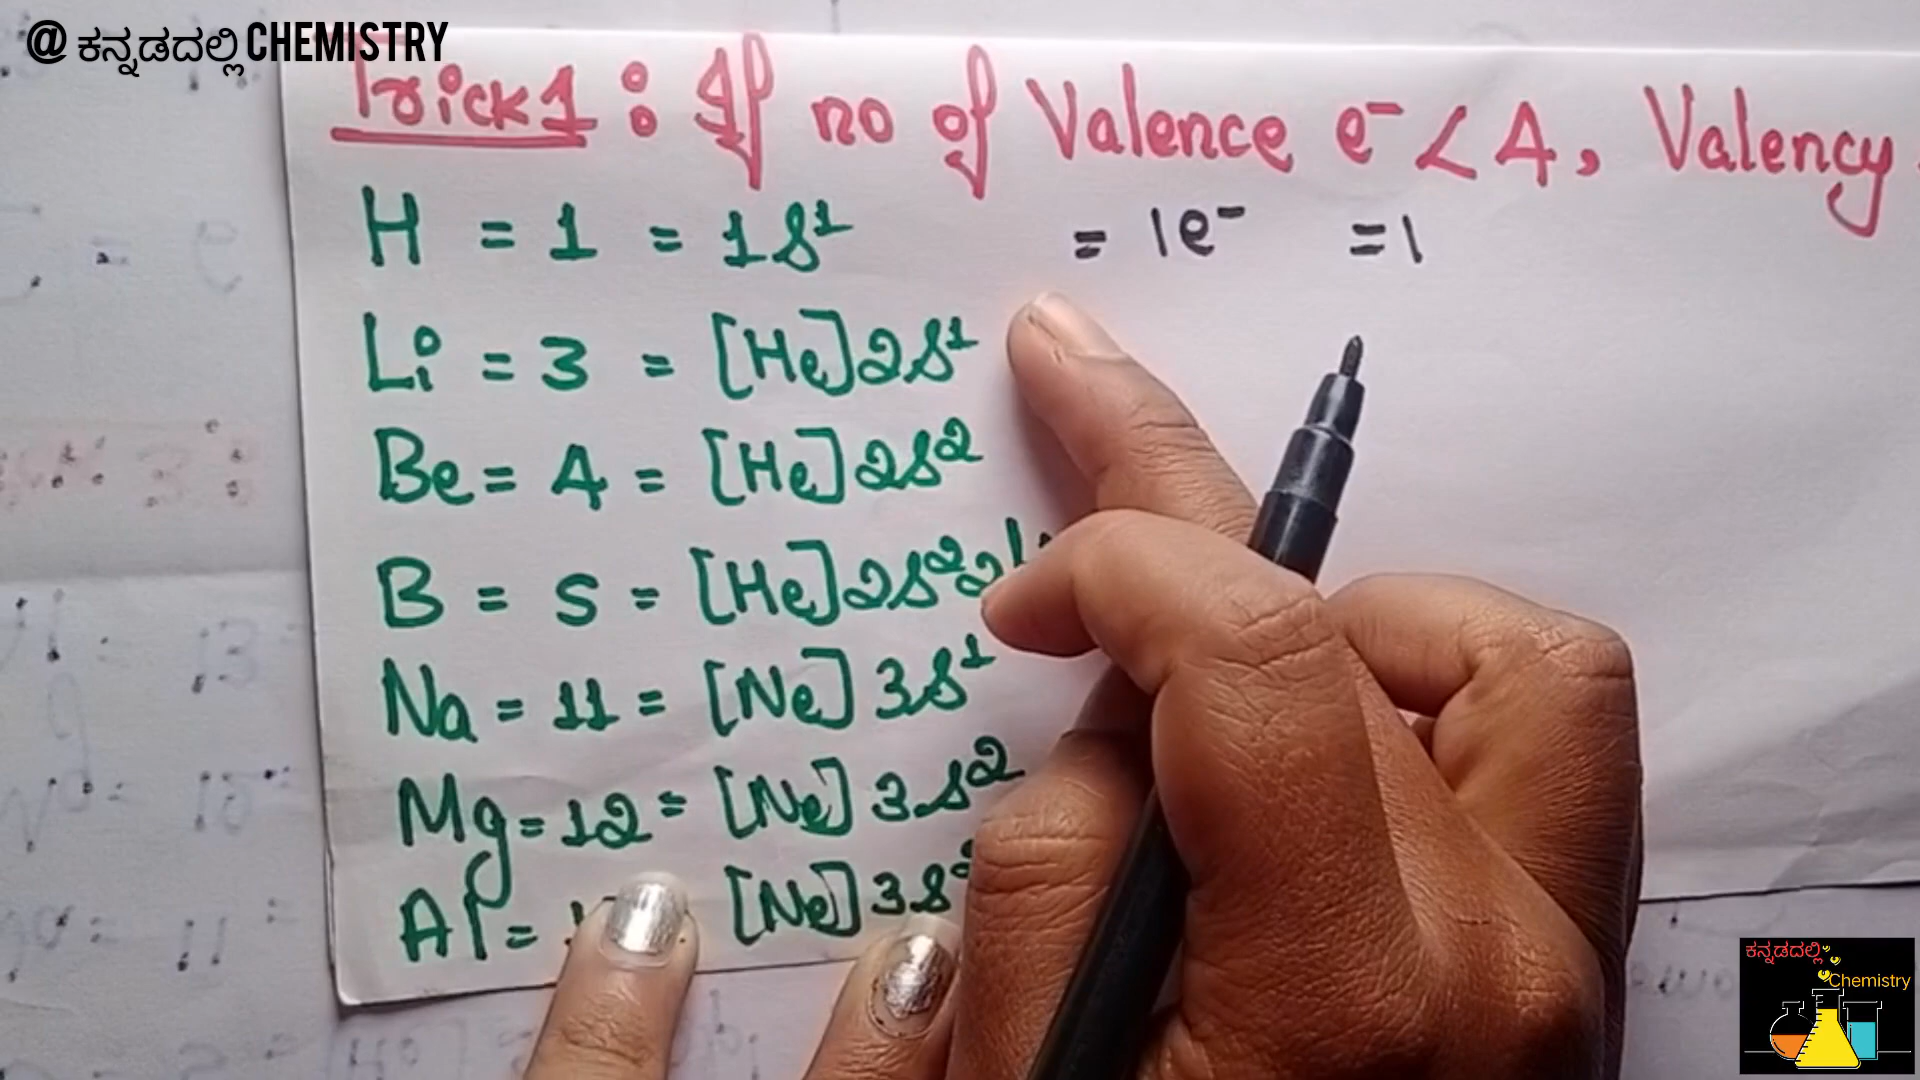 @ ಕನ್ನಡದಲ್ಲಿ CHEMISTRY
Trick 1 : If no of Valence e⁻ < 4, Valency
H = 1 = 1s¹ = 1e⁻ = 1
Li = 3 = [He]2s¹
Be = 4 = [He]2s²
B = 5 = [He]2s²2
Na = 11 = [Ne] 3s¹
Mg = 12 = [Ne] 3s²
Al = [Ne] 3s²
ಕನ್ನಡದಲ್ಲಿ
Chemistry